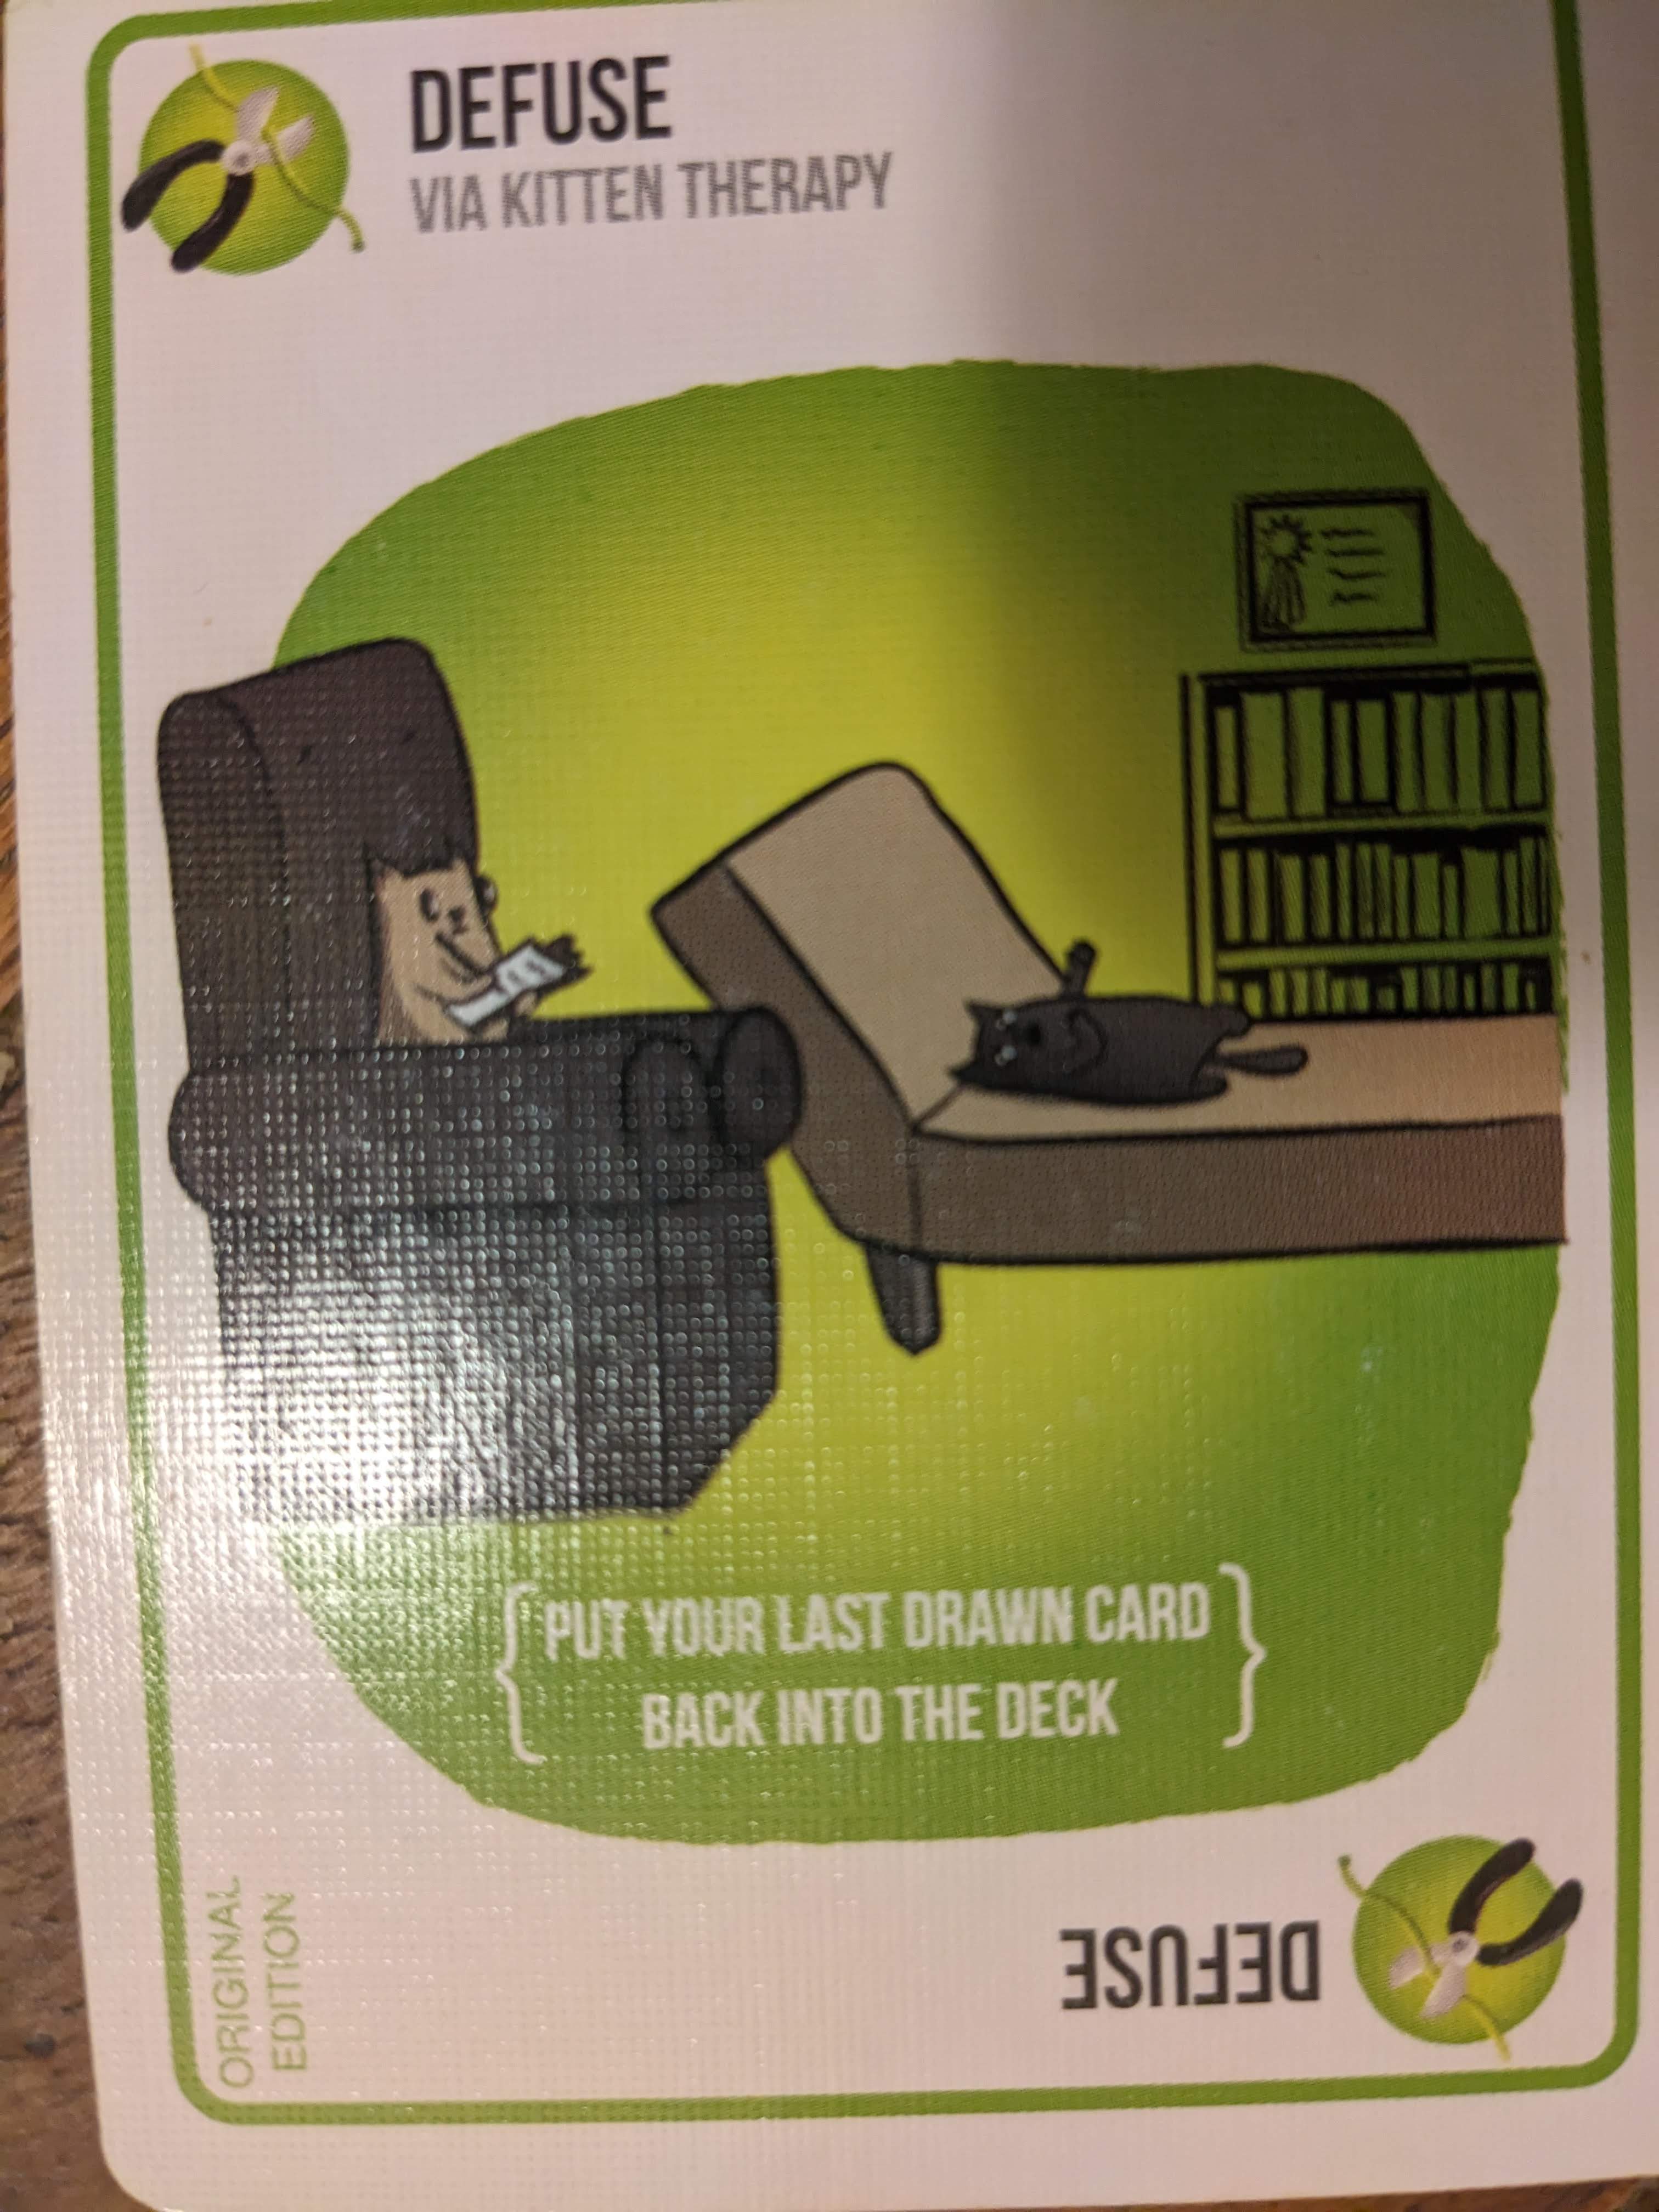 DEFUSE
VIA KITTEN THERAPY
PUT YOUR LAST DRAWN CARD
BACK INTO THE DECK
ORIGINAL
EDITION
DEFUSE